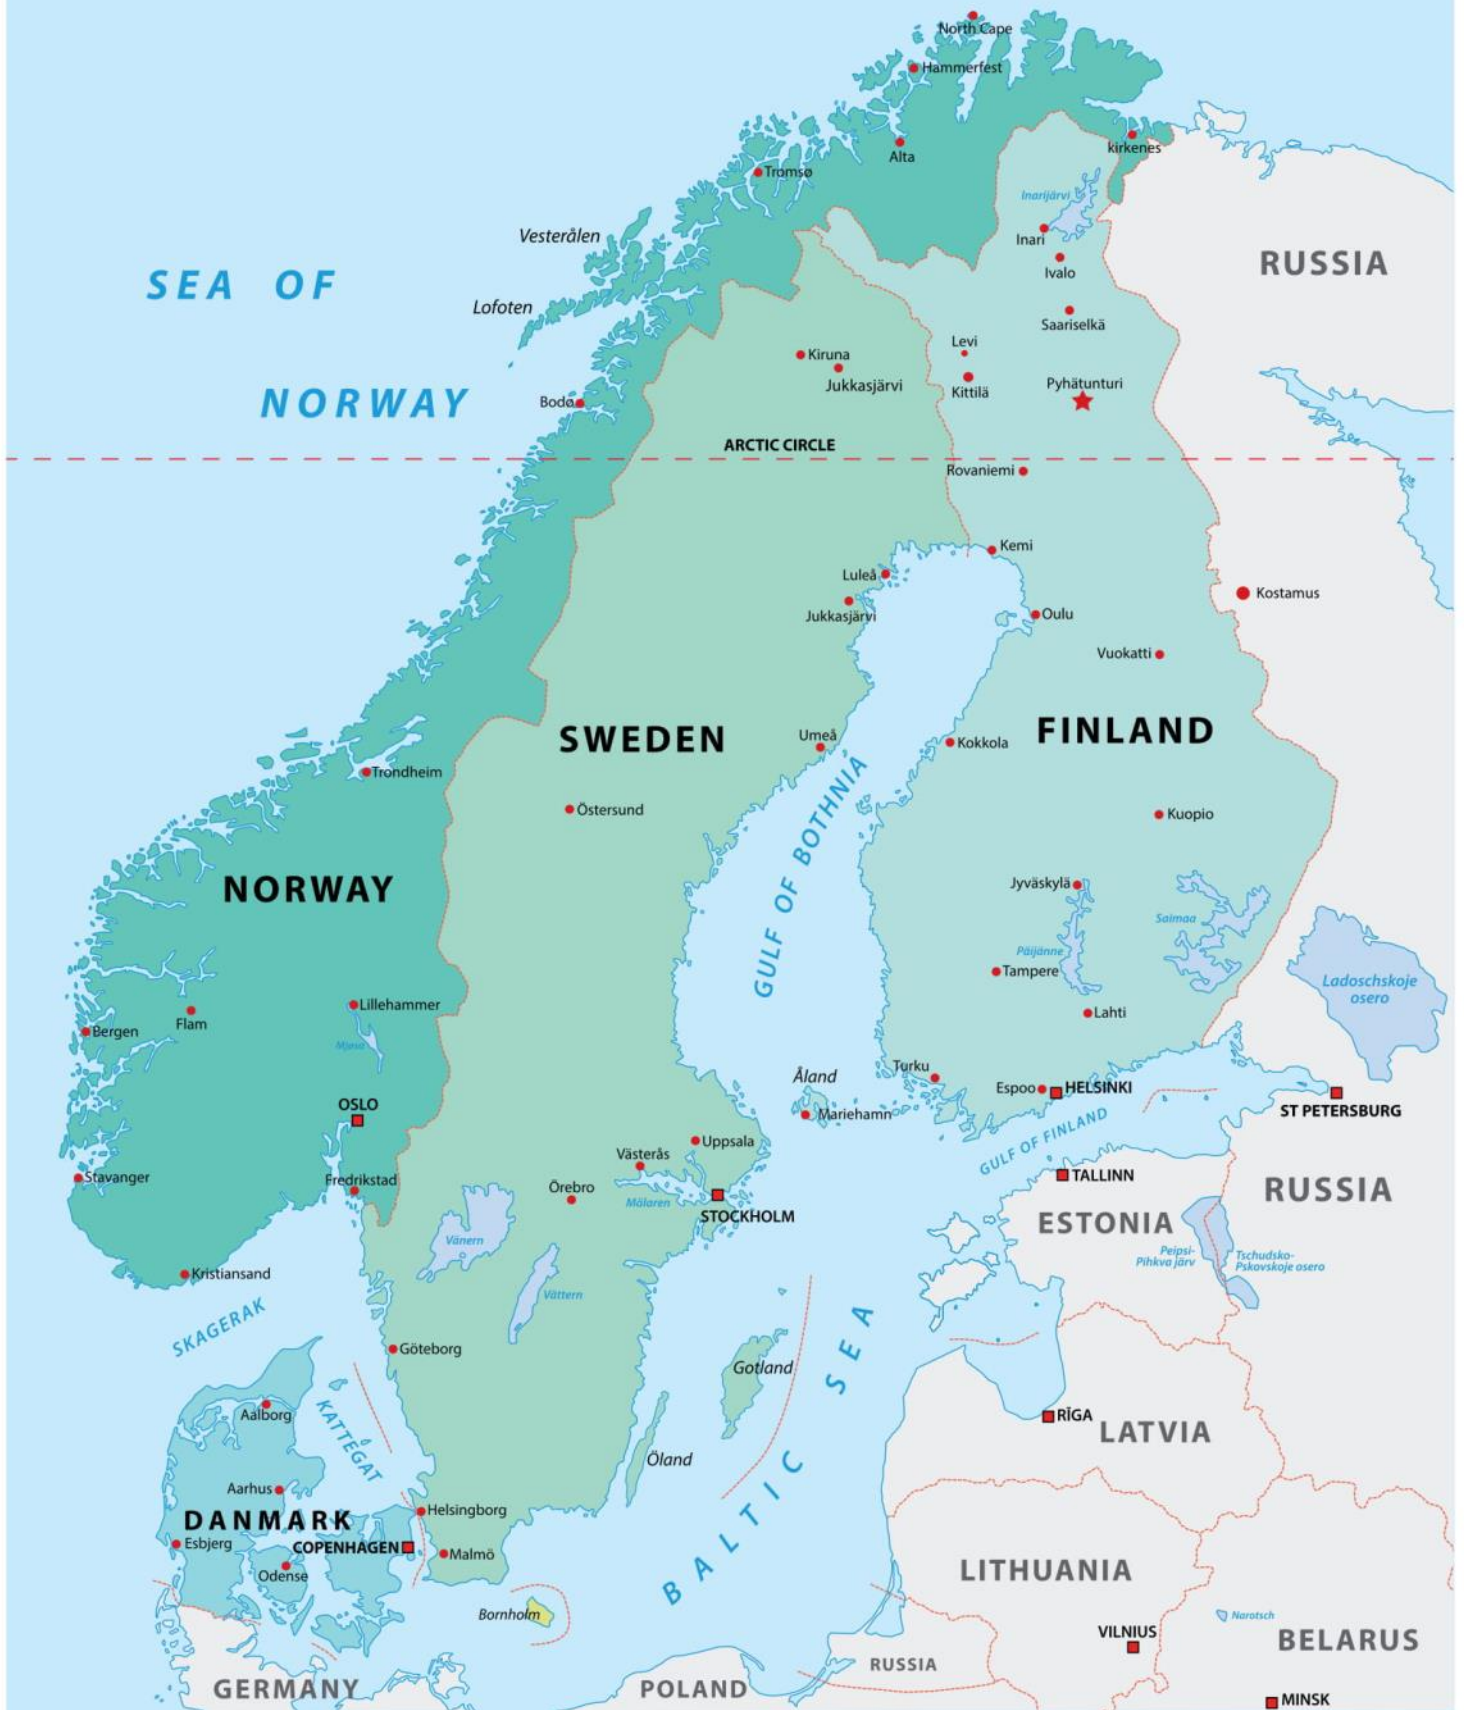 North Cape
Hammerfest
kirkenes
Alta
Tromsø
Inarijärvi
Vesterålen
Inari
RUSSIA
Ivalo
SEA OF
Lofoten
Saariselkä
Levi
Kiruna
Jukkasjärvi
Pyhätunturi
Kittilä
NORWAY
Bodø
ARCTIC CIRCLE
Rovaniemi
Kemi
Luleå
Kostamus
Jukkasjärvi
Oulu
Vuokatti
SWEDEN
FINLAND
Umeå
Kokkola
Trondheim
Östersund
Kuopio
GULF OF BOTHNIA
NORWAY
Jyväskylä
Saimaa
Päijänne
Tampere
Ladoschskoje
osero
Lillehammer
Lahti
Flam
Bergen
Mjøsa
Turku
Åland
Espoo
HELSINKI
OSLO
Mariehamn
ST PETERSBURG
GULF OF FINLAND
Uppsala
Västerås
Stavanger
Fredrikstad
TALLINN
Örebro
Mälaren
RUSSIA
STOCKHOLM
ESTONIA
Vänern
Peipsi-
Pihkva järv
Tschudsko-
Pskovskoje osero
Kristiansand
Vättern
SKAGERAK
Göteborg
Gotland
BALTIC SEA
Aalborg
KATTEGAT
RĪGA
LATVIA
Öland
Aarhus
Helsingborg
DANMARK
Esbjerg
COPENHAGEN
Malmö
Odense
LITHUANIA
Bornholm
Narotsch
VILNIUS
BELARUS
RUSSIA
GERMANY
POLAND
MINSK